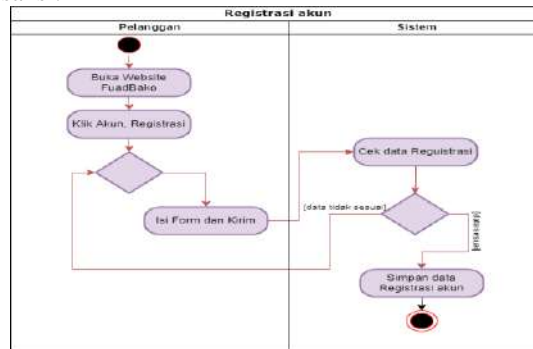 Registrasi akun
Pelanggan
Sistem
Buka Website
FuadBako
Klik Akun, Registrasi
Cek data Reguistrasi
Isi Form dan Kirim
[data tidak sesuai]
Simpan data
Registrasi akun